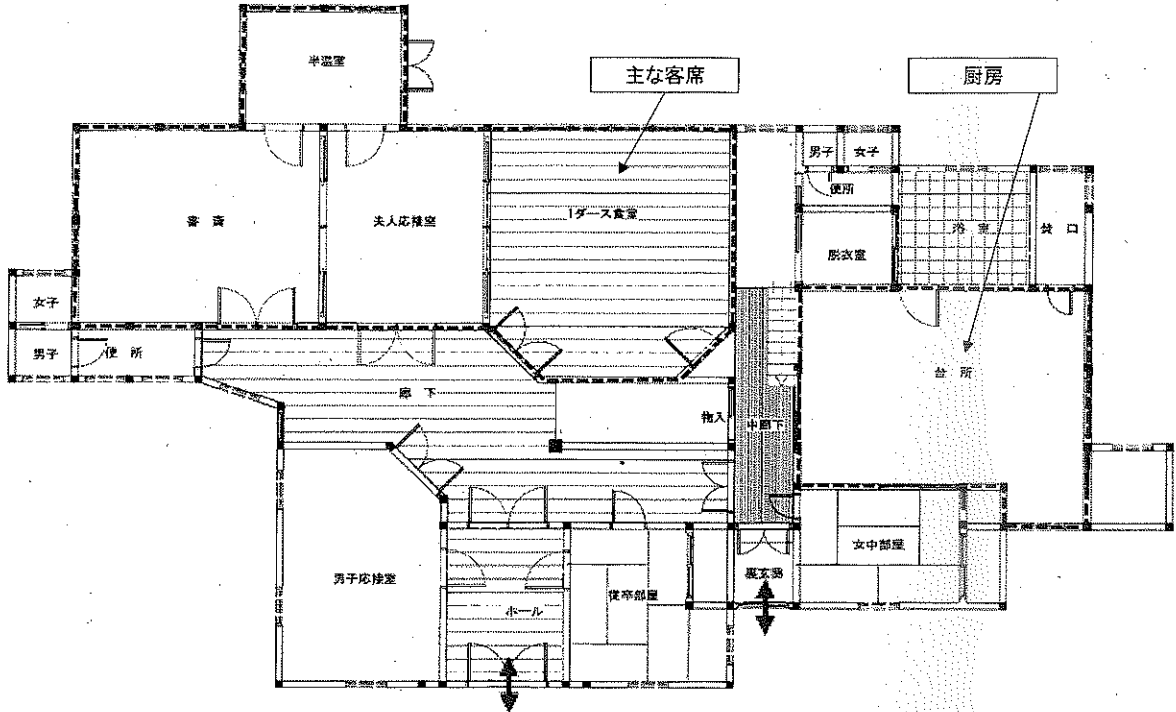 半温室
主な客席
厨房
男子
女子
便所
書斎
夫人応接室
1ダース食堂
脱衣室
浴室
焚口
女子
男子
便所
廊下
物入
中廊下
台所
男子応接室
ホール
従卒部屋
裏玄関
女中部屋